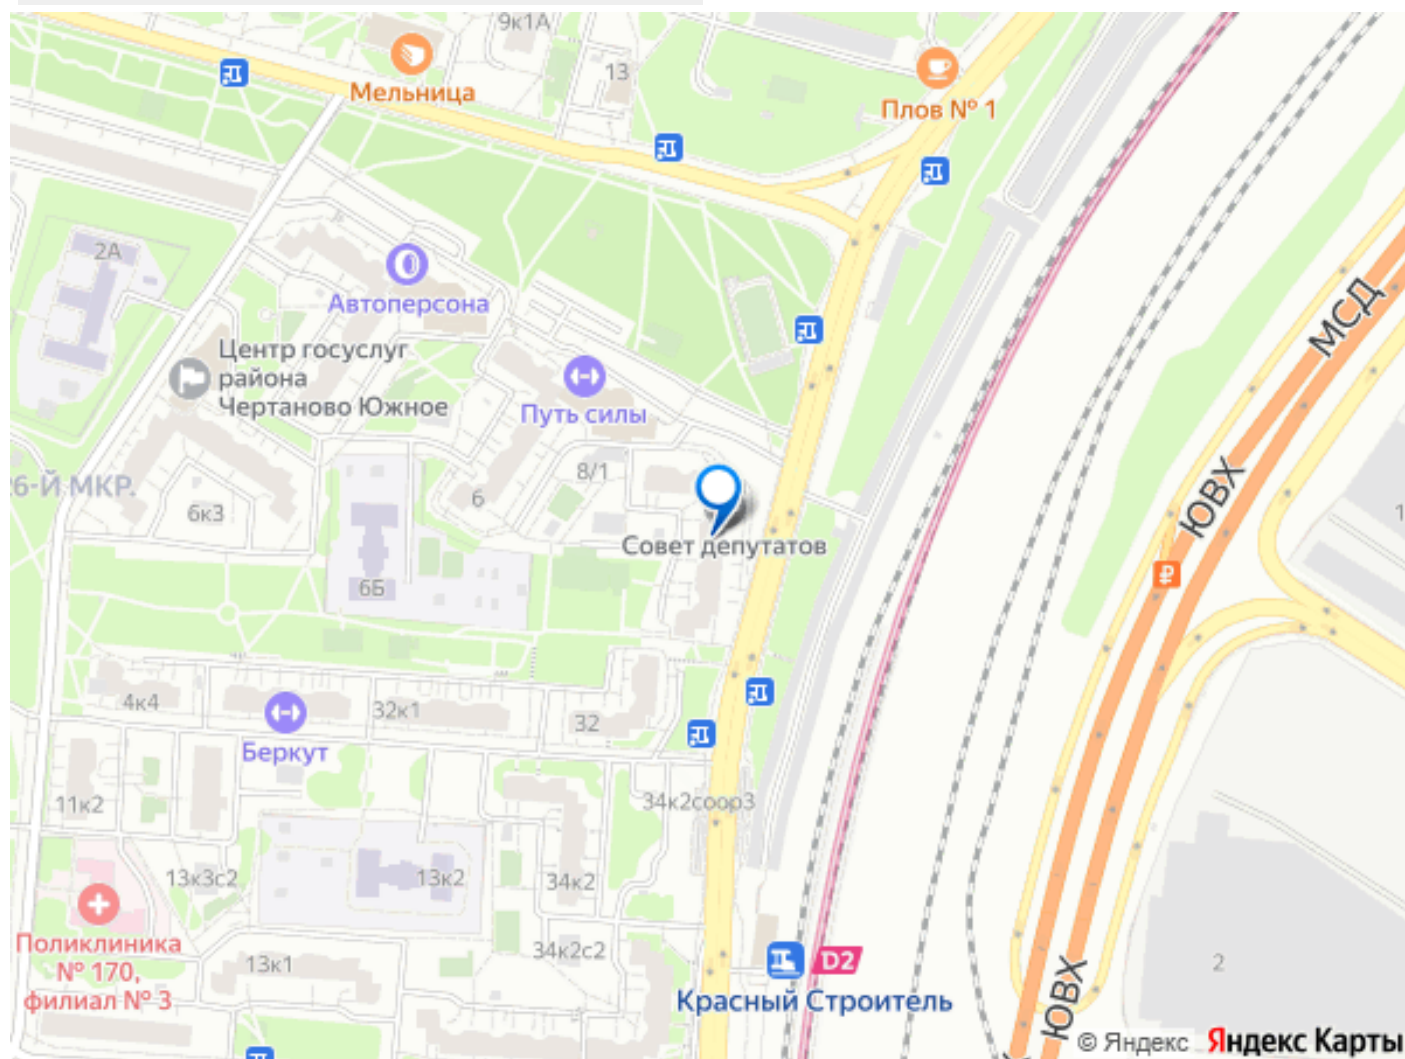 9к1А
13
Мельница
Плов № 1
2А
Автоперсона
МСД
Центр госуслуг
района
Чертаново Южное
Путь силы
8/1
6
ЮВХ
6-Й МКР.
6к3
1
Совет депутатов
6Б
4к4
32к1
32
Беркут
11к2
34к2соор3
13к3с2
13к2
34к2
Поликлиника
№ 170,
филиал № 3
34к2с2
13к1
D2
2
Красный Строитель
ЮВХ
© Яндекс Яндекс Карты